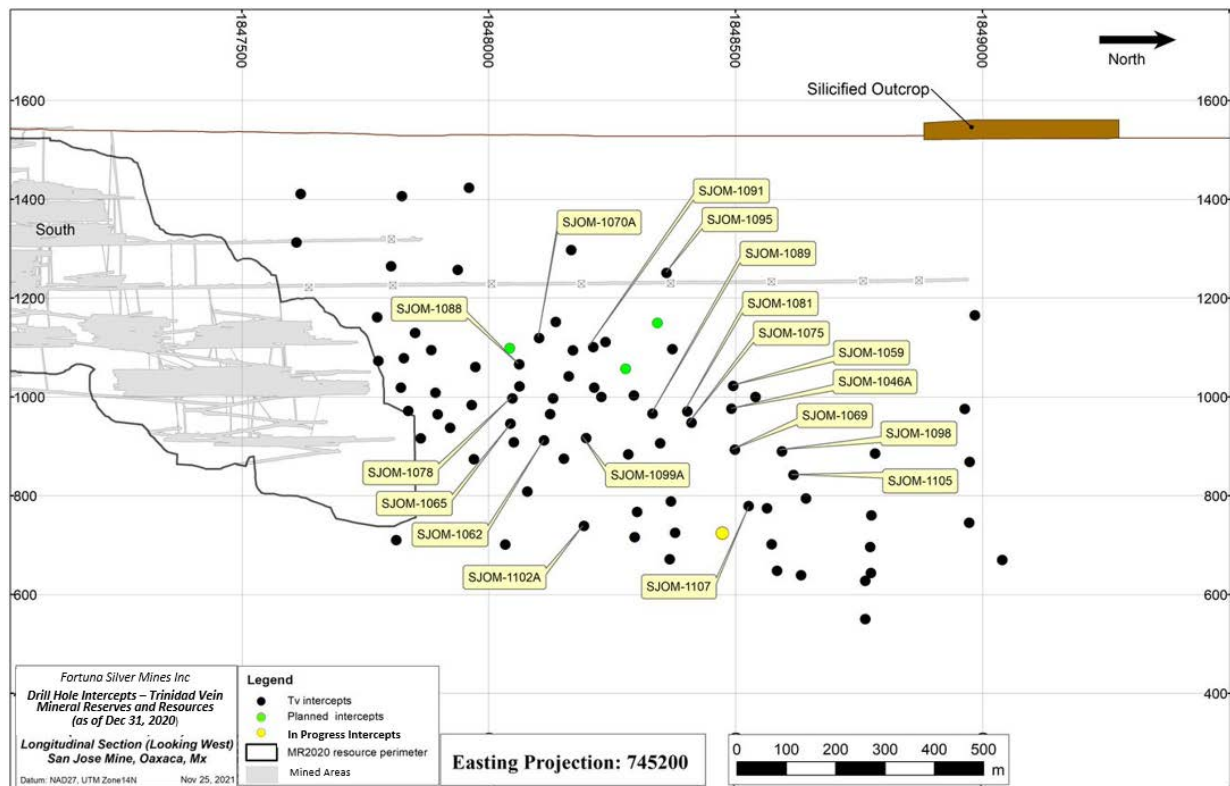 1847500
1848000
1848500
1849000
North
Silicified Outcrop
1600
1600
1400
1400
South
SJOM-1070A
SJOM-1091
SJOM-1095
SJOM-1089
1200
1200
SJOM-1088
SJOM-1081
SJOM-1075
SJOM-1059
SJOM-1046A
1000
1000
SJOM-1069
SJOM-1098
SJOM-1078
SJOM-1099A
SJOM-1105
SJOM-1065
800
800
SJOM-1062
SJOM-1102A
SJOM-1107
600
600
400
400
Fortuna Silver Mines Inc
Drill Hole Intercepts – Trinidad Vein
Mineral Reserves and Resources
(as of Dec 31, 2020)
Longitudinal Section (Looking West)
San Jose Mine, Oaxaca, Mx
Datum: NAD27, UTM Zone14N Nov 25, 2021
Legend
Tv intercepts
Planned intercepts
In Progress Intercepts
MR2020 resource perimeter
Mined Areas
Easting Projection: 745200
0 100 200 300 400 500
m